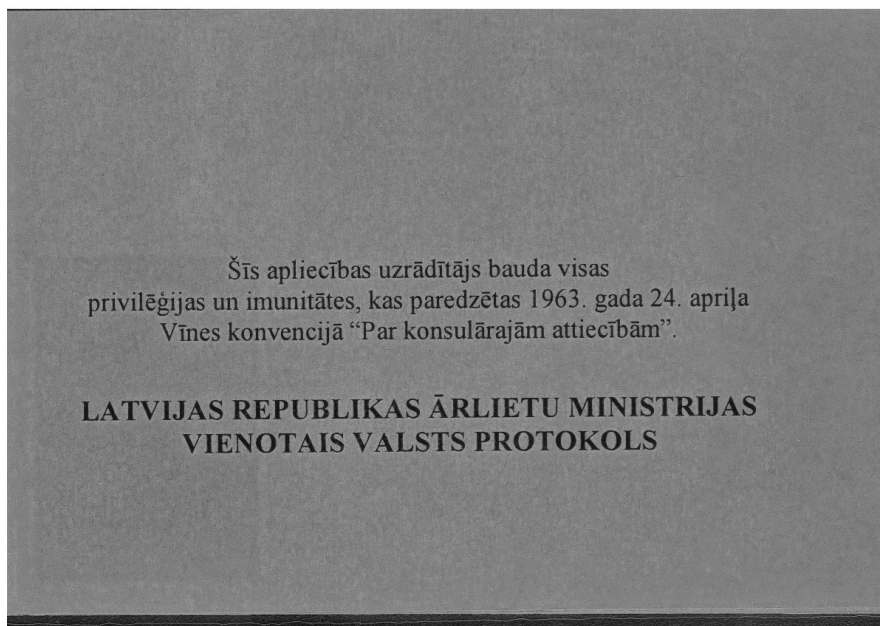 Šīs apliecības uzrādītājs bauda visas
privilēģijas un imunitātes, kas paredzētas 1963. gada 24. apriļa
Vīnes konvencijā “Par konsulārajām attiecībām”.
LATVIJAS REPUBLIKAS ĀRLIETU MINISTRIJAS
VIENOTAIS VALSTS PROTOKOLS